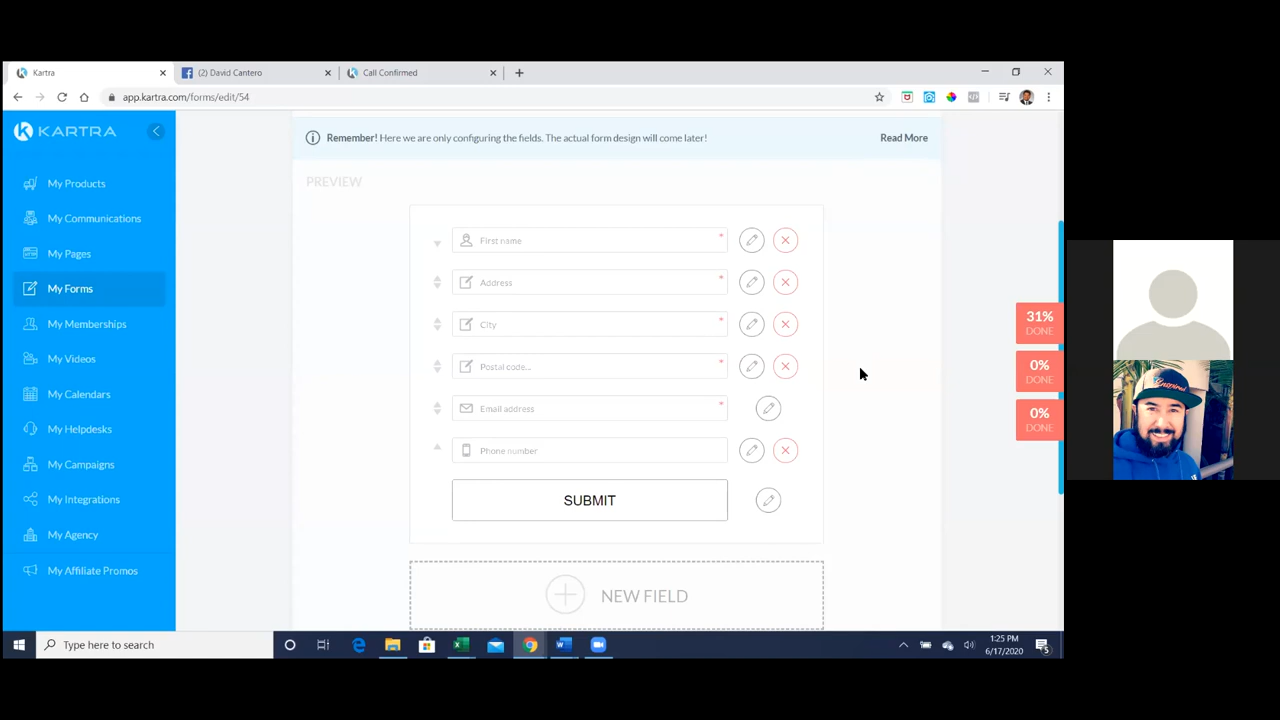 Kartra
(2) David Cantero
Call Confirmed
app.kartra.com/forms/edit/54
KARTRA
My Products
My Communications
My Pages
My Forms
My Memberships
My Videos
My Calendars
My Helpdesks
My Campaigns
My Integrations
My Agency
My Affiliate Promos
Remember! Here we are only configuring the fields. The actual form design will come later!
Read More
PREVIEW
First name *
Address *
City *
Postal code... *
Email address *
Phone number
SUBMIT
NEW FIELD
31%
DONE
0%
DONE
0%
DONE
Type here to search
1:25 PM
6/17/2020
5